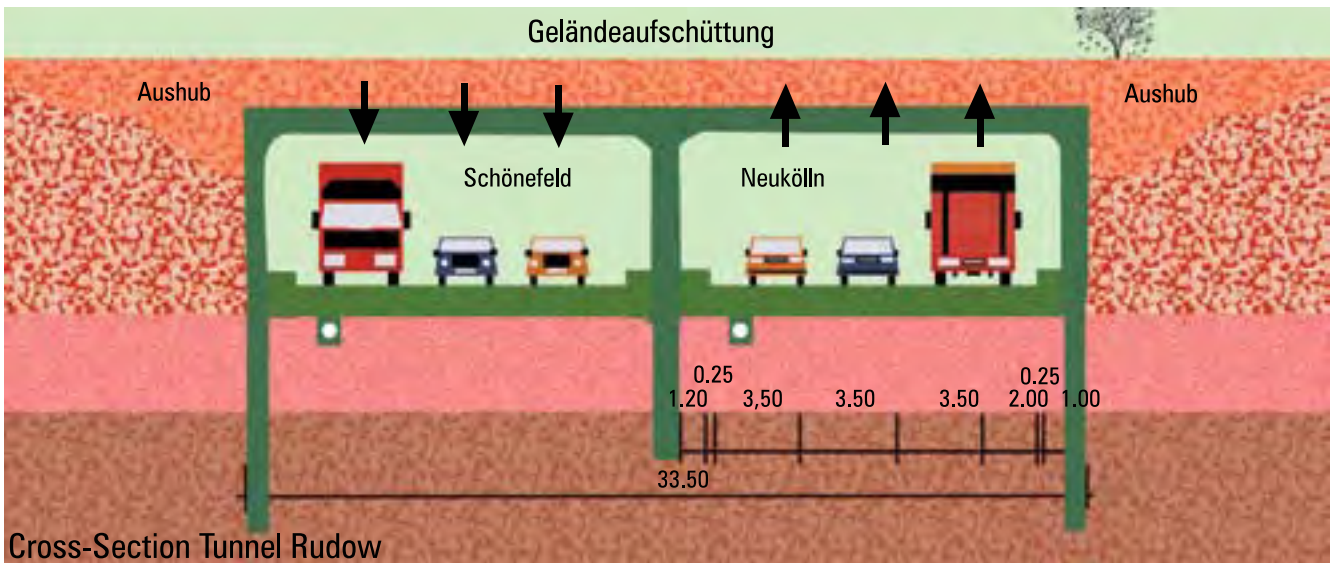 Geländeaufschüttung
Aushub
Aushub
Schönefeld
Neukölln
0.25
0.25
1.20
3,50
3.50
3.50
2.00
1.00
33.50
Cross-Section Tunnel Rudow